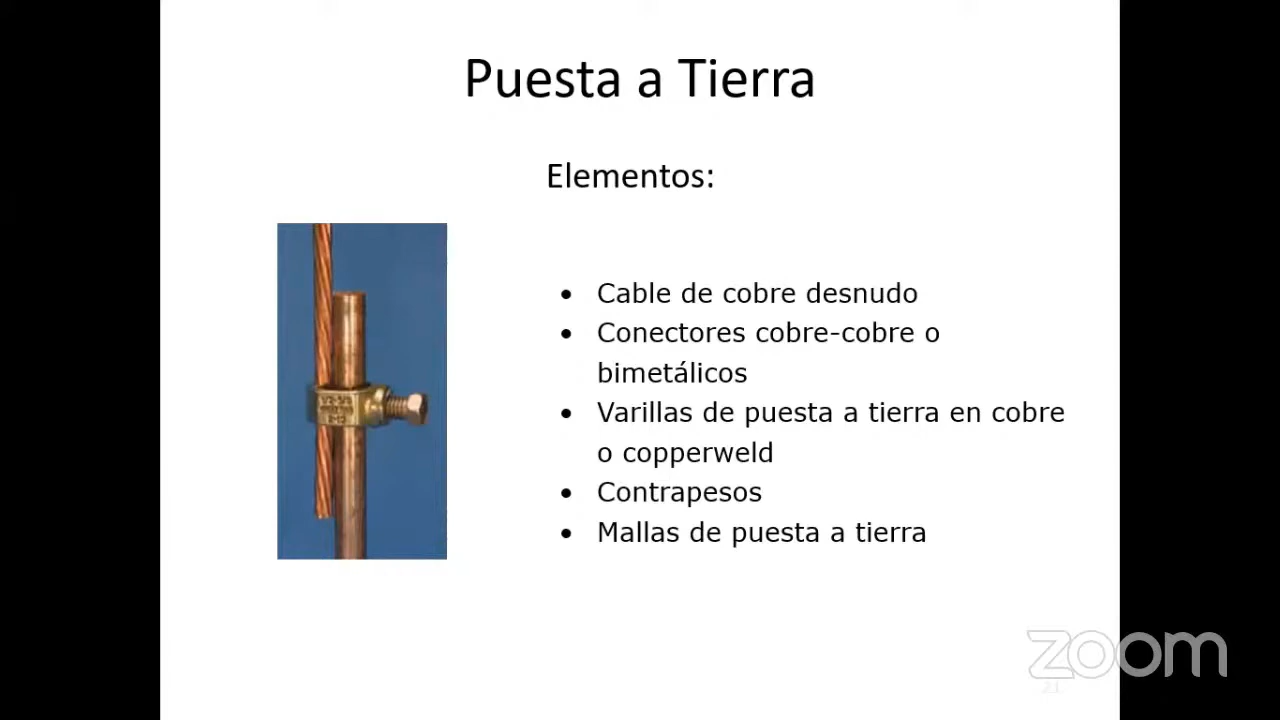 Puesta a Tierra
Elementos:
• Cable de cobre desnudo
• Conectores cobre-cobre o
bimetálicos
• Varillas de puesta a tierra en cobre
o copperweld
• Contrapesos
• Mallas de puesta a tierra
zoom
21